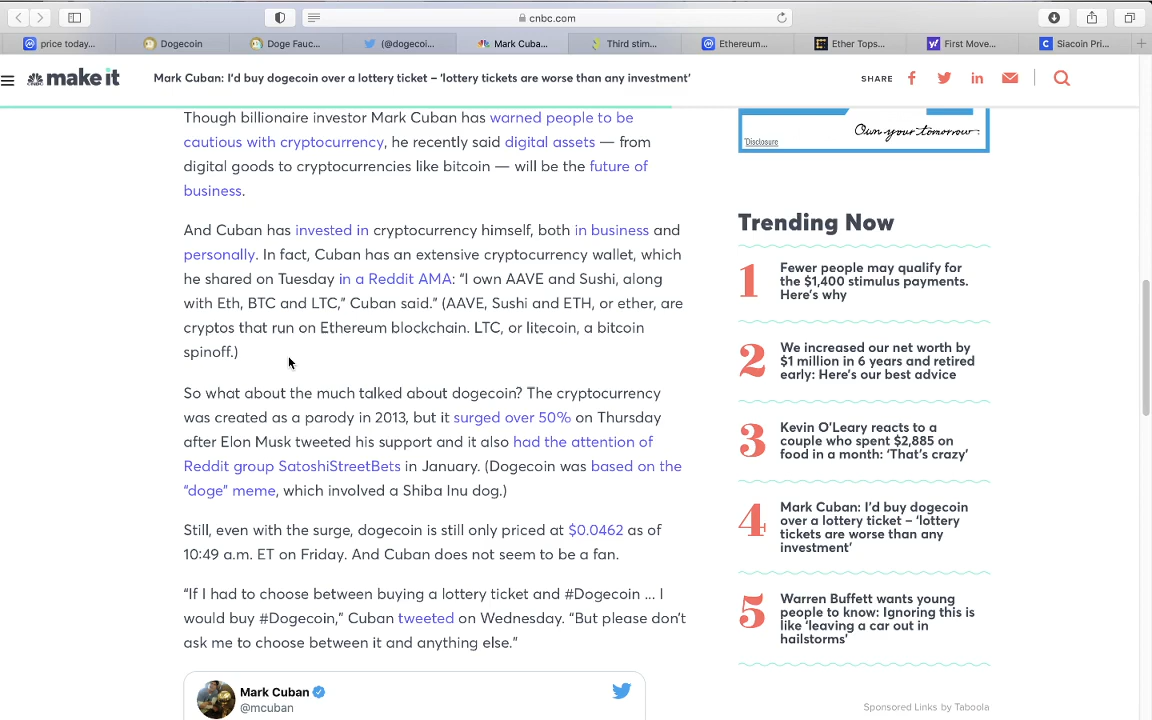 cnbc.com
price today...
Dogecoin
Doge Fauc...
(@dogecoi...
Mark Cuba...
Third stim...
Ethereum...
Ether Tops...
First Move...
Siacoin Pri...
make it
Mark Cuban: I'd buy dogecoin over a lottery ticket – 'lottery tickets are worse than any investment'
SHARE
Though billionaire investor Mark Cuban has warned people to be
cautious with cryptocurrency, he recently said digital assets — from
digital goods to cryptocurrencies like bitcoin — will be the future of
business.
And Cuban has invested in cryptocurrency himself, both in business and
personally. In fact, Cuban has an extensive cryptocurrency wallet, which
he shared on Tuesday in a Reddit AMA: “I own AAVE and Sushi, along
with Eth, BTC and LTC,” Cuban said.” (AAVE, Sushi and ETH, or ether, are
cryptos that run on Ethereum blockchain. LTC, or litecoin, a bitcoin
spinoff.)
So what about the much talked about dogecoin? The cryptocurrency
was created as a parody in 2013, but it surged over 50% on Thursday
after Elon Musk tweeted his support and it also had the attention of
Reddit group SatoshiStreetBets in January. (Dogecoin was based on the
“doge” meme, which involved a Shiba Inu dog.)
Still, even with the surge, dogecoin is still only priced at $0.0462 as of
10:49 a.m. ET on Friday. And Cuban does not seem to be a fan.
“If I had to choose between buying a lottery ticket and #Dogecoin ... I
would buy #Dogecoin,” Cuban tweeted on Wednesday. “But please don’t
ask me to choose between it and anything else.”
Mark Cuban
@mcuban
Own your tomorrow
Disclosure
Trending Now
1
Fewer people may qualify for
the $1,400 stimulus payments.
Here’s why
2
We increased our net worth by
$1 million in 6 years and retired
early: Here’s our best advice
3
Kevin O’Leary reacts to a
couple who spent $2,885 on
food in a month: ‘That’s crazy’
4
Mark Cuban: I’d buy dogecoin
over a lottery ticket – ‘lottery
tickets are worse than any
investment’
5
Warren Buffett wants young
people to know: Ignoring this is
like ‘leaving a car out in
hailstorms’
Sponsored Links by Taboola